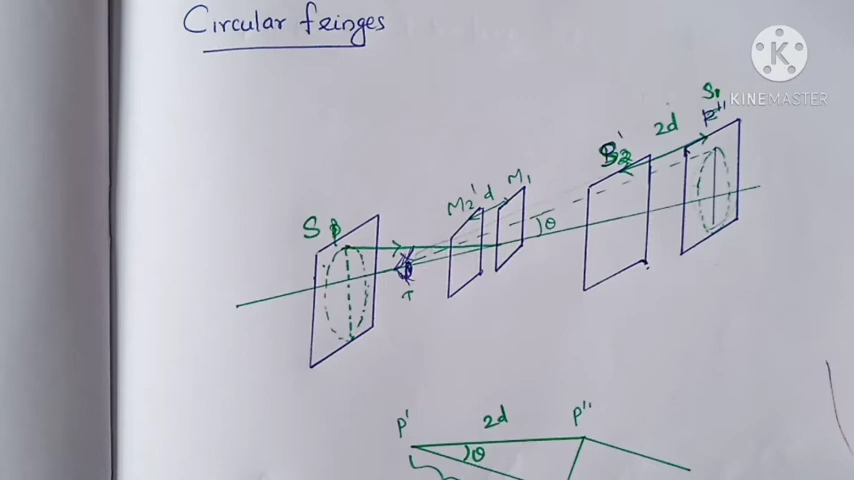 Circular fringes
KINEMASTER
S1
P''
2d
S2'
M1
d
M2'
S
P
θ
I
P'
2d
P''
θ